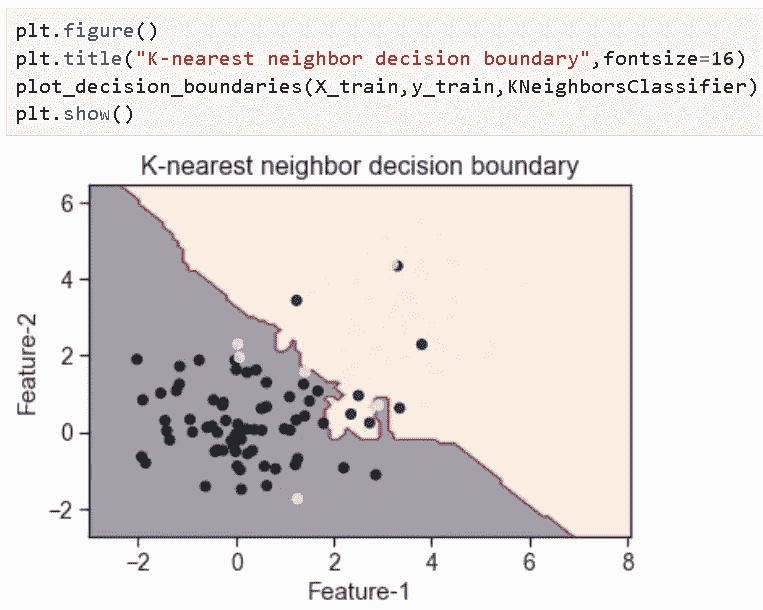 plt.figure()
plt.title("K-nearest neighbor decision boundary",fontsize=16)
plot_decision_boundaries(X_train,y_train,KNeighborsClassifier)
plt.show()
K-nearest neighbor decision boundary
6
4
2
0
−2
Feature-2
−2 0 2 4 6 8
Feature-1